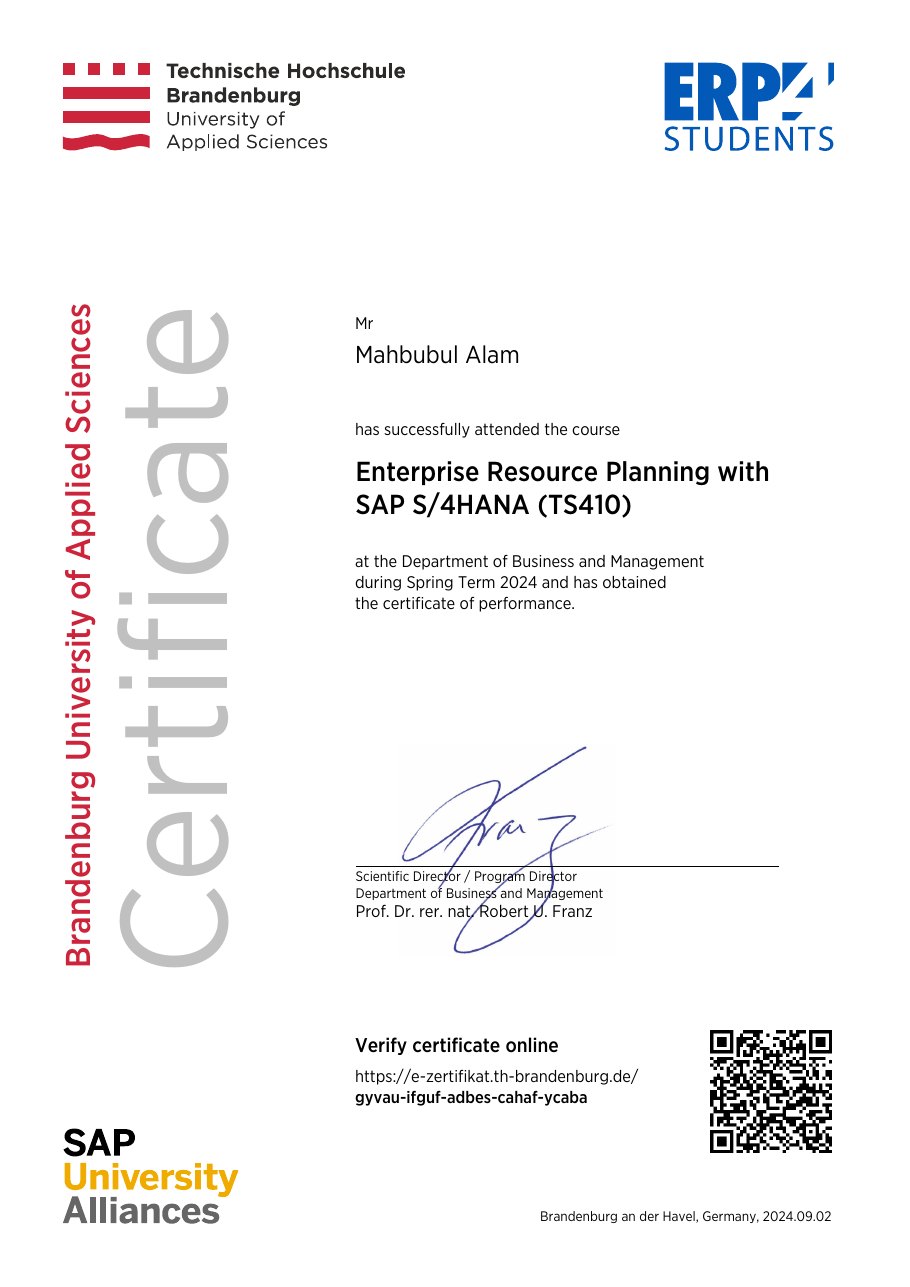 Technische Hochschule
Brandenburg
University of
Applied Sciences
ERP4
STUDENTS
Brandenburg University of Applied Sciences
Certificate
Mr
Mahbubul Alam
has successfully attended the course
Enterprise Resource Planning with
SAP S/4HANA (TS410)
at the Department of Business and Management
during Spring Term 2024 and has obtained
the certificate of performance.
Franz
Scientific Director / Program Director
Department of Business and Management
Prof. Dr. rer. nat. Robert U. Franz
Verify certificate online
https://e-zertifikat.th-brandenburg.de/
gyvau-ifguf-adbes-cahaf-ycaba
SAP
University
Alliances
Brandenburg an der Havel, Germany, 2024.09.02